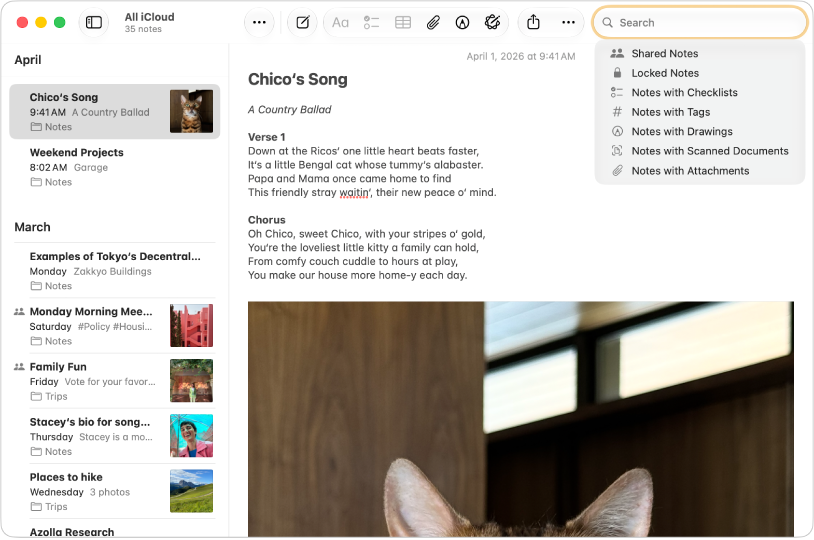 All iCloud
35 notes
Aa
Search
Shared Notes
Locked Notes
Notes with Checklists
Notes with Tags
Notes with Drawings
Notes with Scanned Documents
Notes with Attachments
April
Chico's Song
9:41 AM A Country Ballad
Notes
Weekend Projects
8:02 AM Garage
Notes
March
Examples of Tokyo's Decentral...
Monday Zakkyo Buildings
Notes
Monday Morning Mee...
Saturday #Policy #Housi...
Notes
Family Fun
Friday Vote for your favor...
Trips
Stacey's bio for song...
Thursday Stacey is a mo...
Notes
Places to hike
Wednesday 3 photos
Trips
Azolla Research
April 1, 2026 at 9:41 AM
Chico's Song
A Country Ballad
Verse 1
Down at the Ricos' one little heart beats faster,
It's a little Bengal cat whose tummy's alabaster.
Papa and Mama once came home to find
This friendly stray waitin', their new peace o' mind.
Chorus
Oh Chico, sweet Chico, with your stripes o' gold,
You're the loveliest little kitty a family can hold,
From comfy couch cuddle to hours at play,
You make our house more home-y each day.